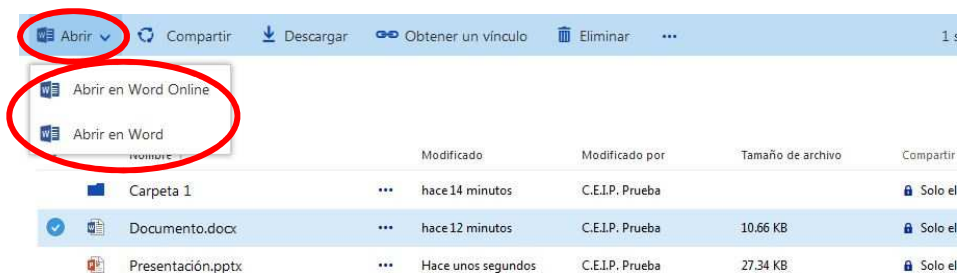 Abrir Compartir Descargar Obtener un vínculo Eliminar ... 1 s
Abrir en Word Online
Abrir en Word
Nombre Modificado Modificado por Tamaño de archivo Compartir
Carpeta 1 ... hace 14 minutos C.E.I.P. Prueba Solo el
Documento.docx ... hace 12 minutos C.E.I.P. Prueba 10.66 KB Solo el
Presentación.pptx ... Hace unos segundos C.E.I.P. Prueba 27.34 KB Solo el